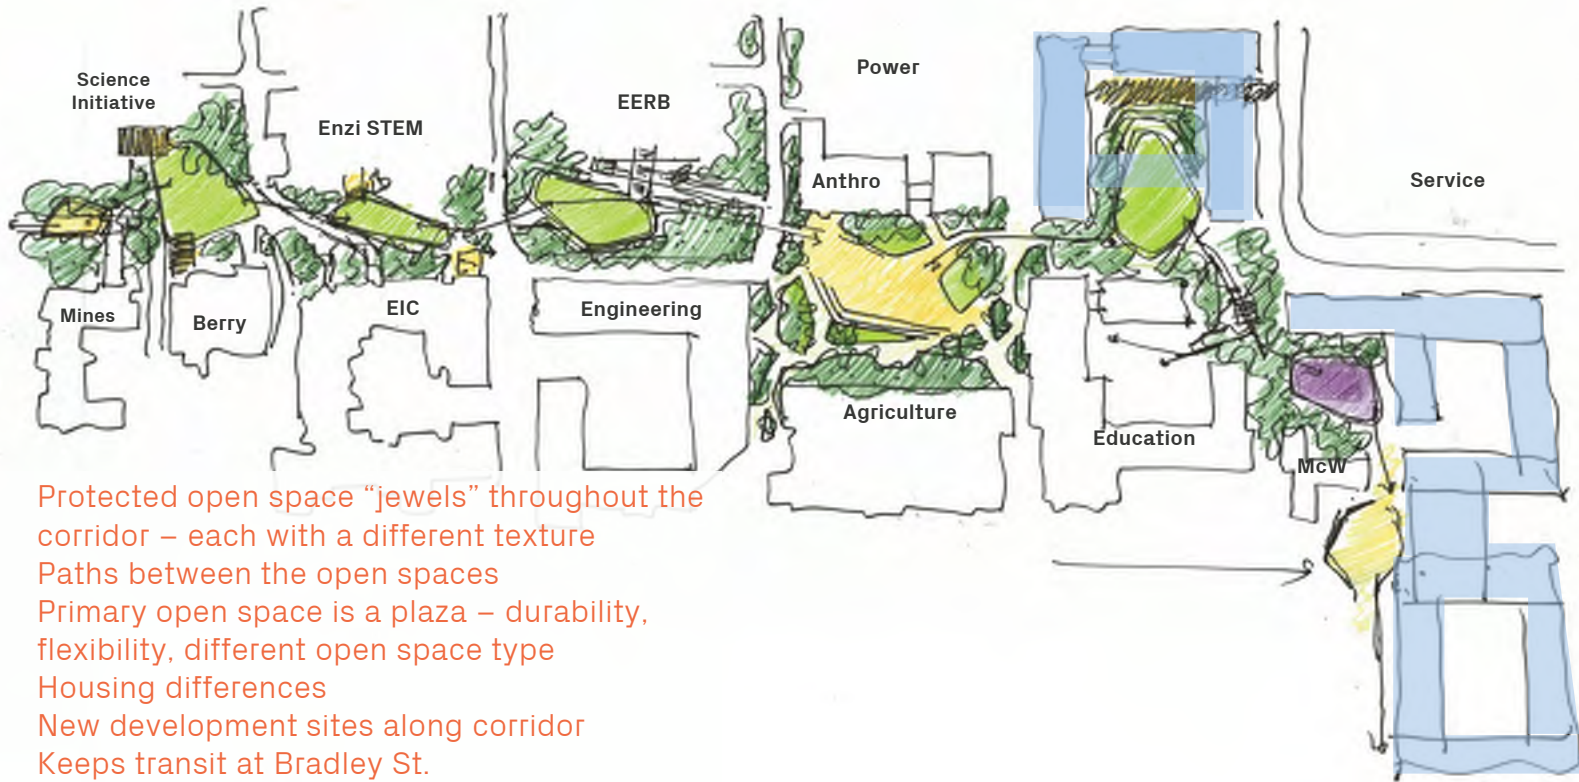 Science
Initiative
Enzi STEM
EERB
Power
Anthro
Service
Mines
Berry
EIC
Engineering
Agriculture
Education
McW
Protected open space “jewels” throughout the
corridor – each with a different texture
Paths between the open spaces
Primary open space is a plaza – durability,
flexibility, different open space type
Housing differences
New development sites along corridor
Keeps transit at Bradley St.